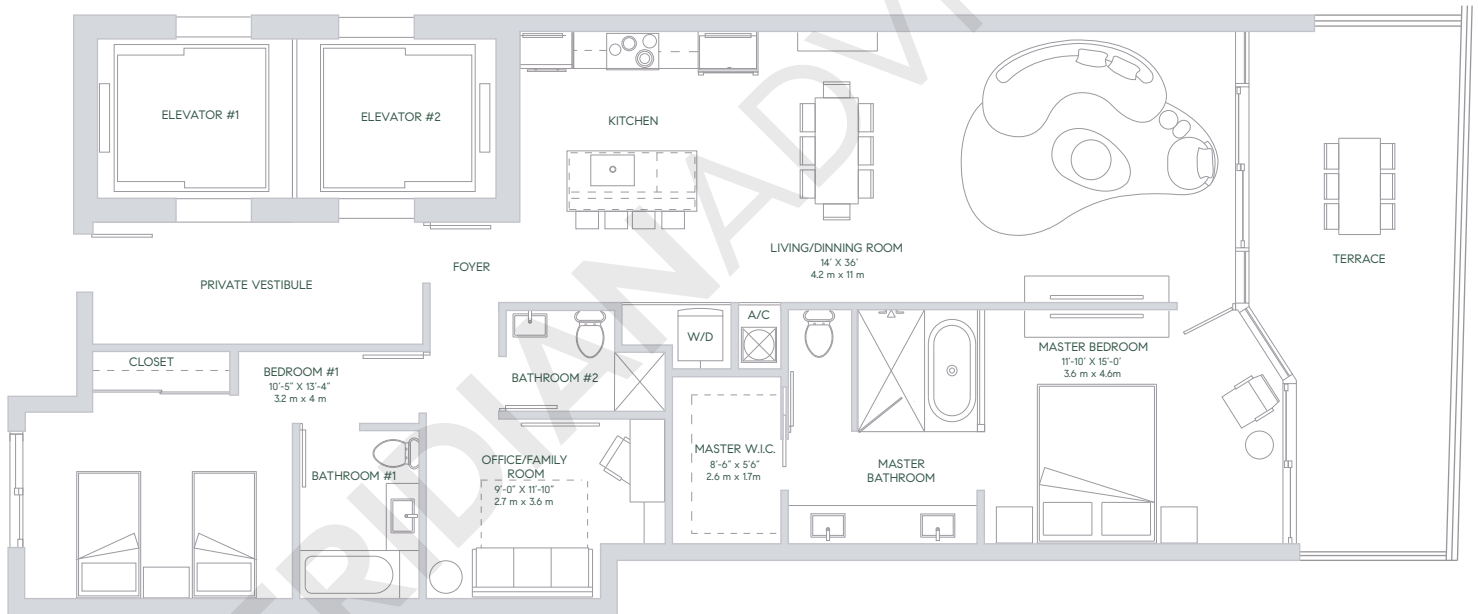 ELEVATOR #1
ELEVATOR #2
KITCHEN
LIVING/DINNING ROOM
14' X 36'
4.2 m x 11 m
TERRACE
FOYER
PRIVATE VESTIBULE
A/C
W/D
CLOSET
BEDROOM #1
10'-5" X 13'-4"
3.2 m x 4 m
BATHROOM #2
MASTER BEDROOM
11'-10' X 15'-0'
3.6 m x 4.6m
BATHROOM #1
OFFICE/FAMILY
ROOM
9'-0" X 11'-10"
2.7 m x 3.6 m
MASTER W.I.C.
8'-6" x 5'6"
2.6 m x 1.7m
MASTER
BATHROOM